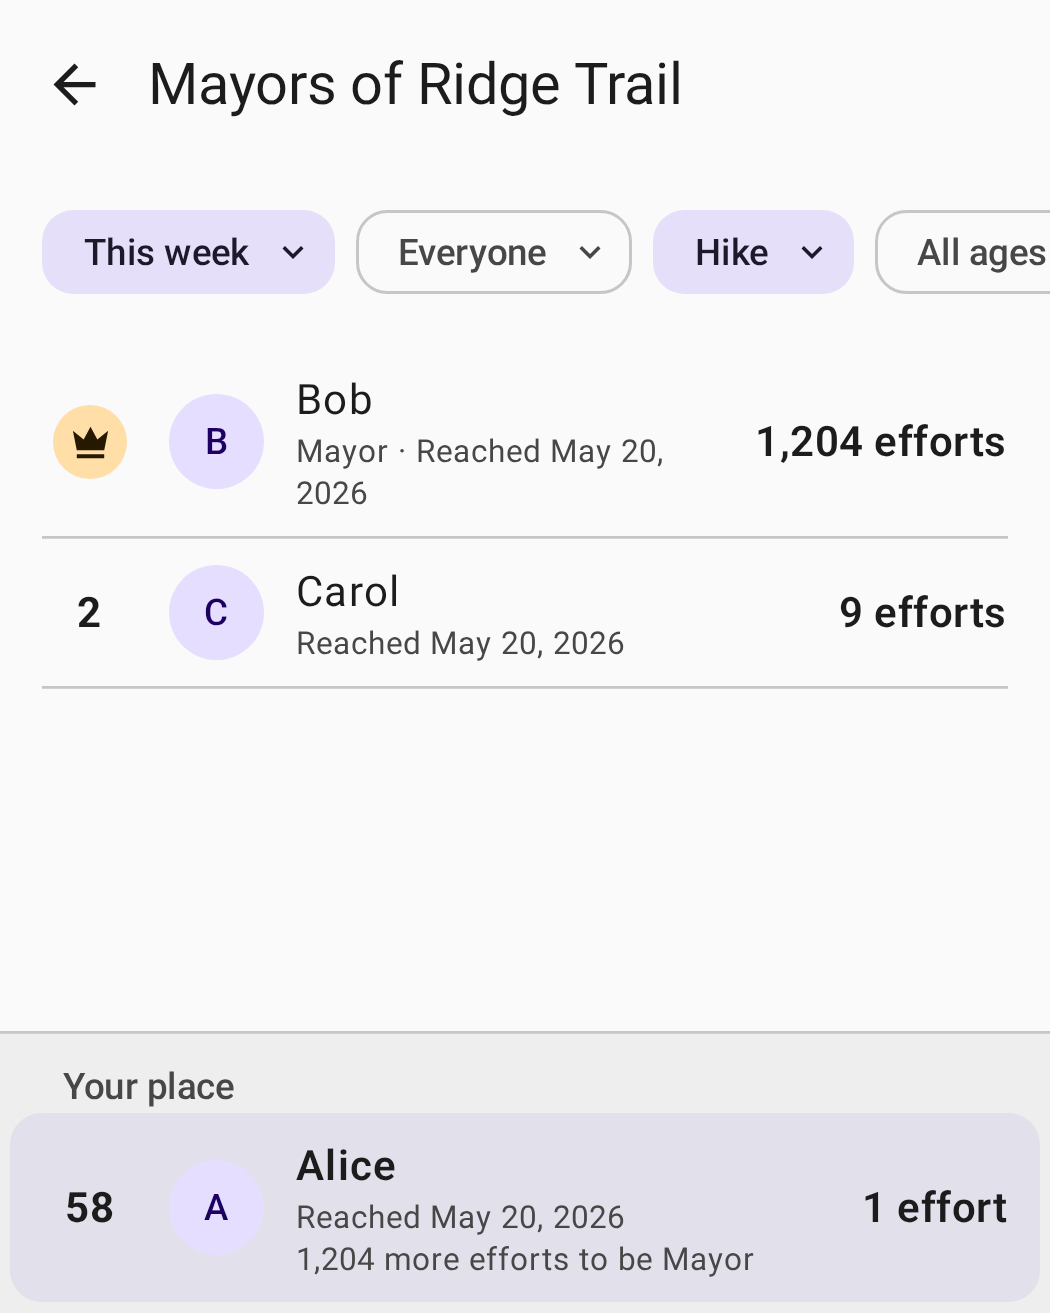 Mayors of Ridge Trail
This week
Everyone
Hike
All ages
B
Bob
Mayor · Reached May 20,
2026
1,204 efforts
2
C
Carol
Reached May 20, 2026
9 efforts
Your place
58
A
Alice
Reached May 20, 2026
1,204 more efforts to be Mayor
1 effort